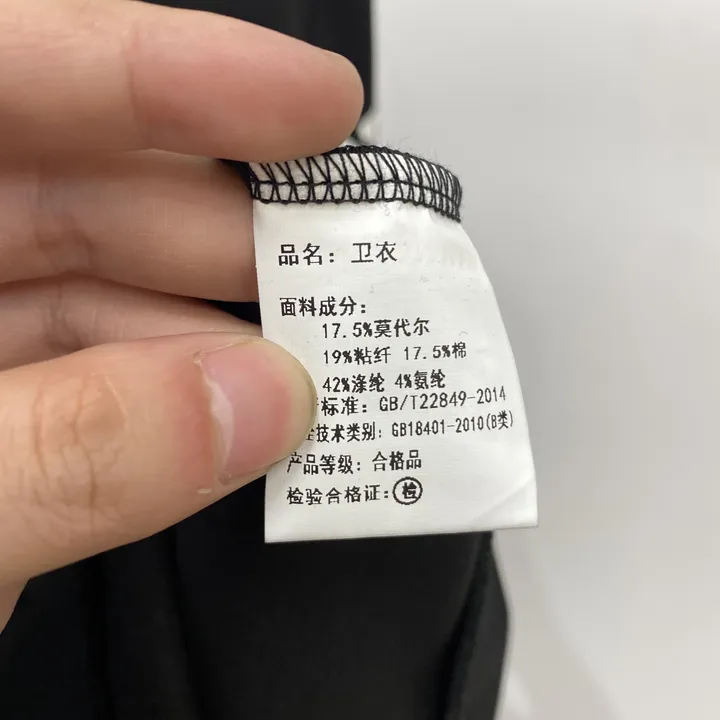 品名：卫衣
面料成分：
17.5%莫代尔
19%粘纤 17.5%棉
42%涤纶 4%氨纶
标准：GB/T22849-2014
技术类别：GB18401-2010(B类)
产品等级：合格品
检验合格证：检